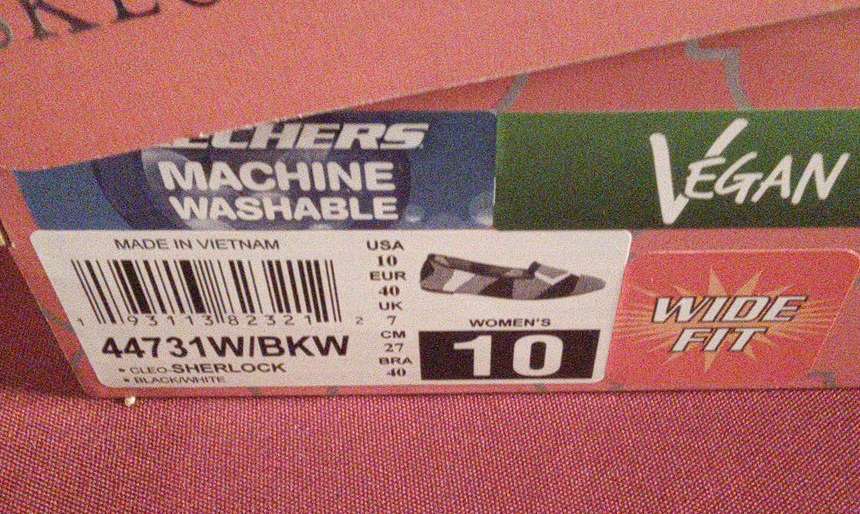 SKEC
ECHERS
MACHINE
WASHABLE
VEGAN
MADE IN VIETNAM
1 93113 82321 2
44731W/BKW
• CLEO-SHERLOCK
• BLACK/WHITE
USA
10
EUR
40
UK
7
CM
27
BRA
40
WOMEN'S
10
WIDE
FIT